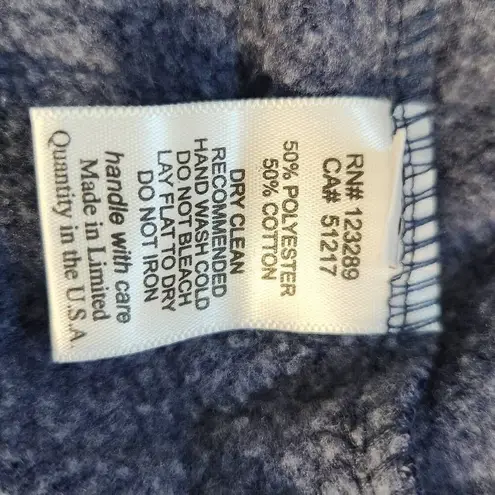 RN# 123289
CA# 51217
50% POLYESTER
50% COTTON
DRY CLEAN
RECOMMENDED
HAND WASH COLD
DO NOT BLEACH
LAY FLAT TO DRY
DO NOT IRON
handle with care
Made in Limited
Quantity in the U.S.A.